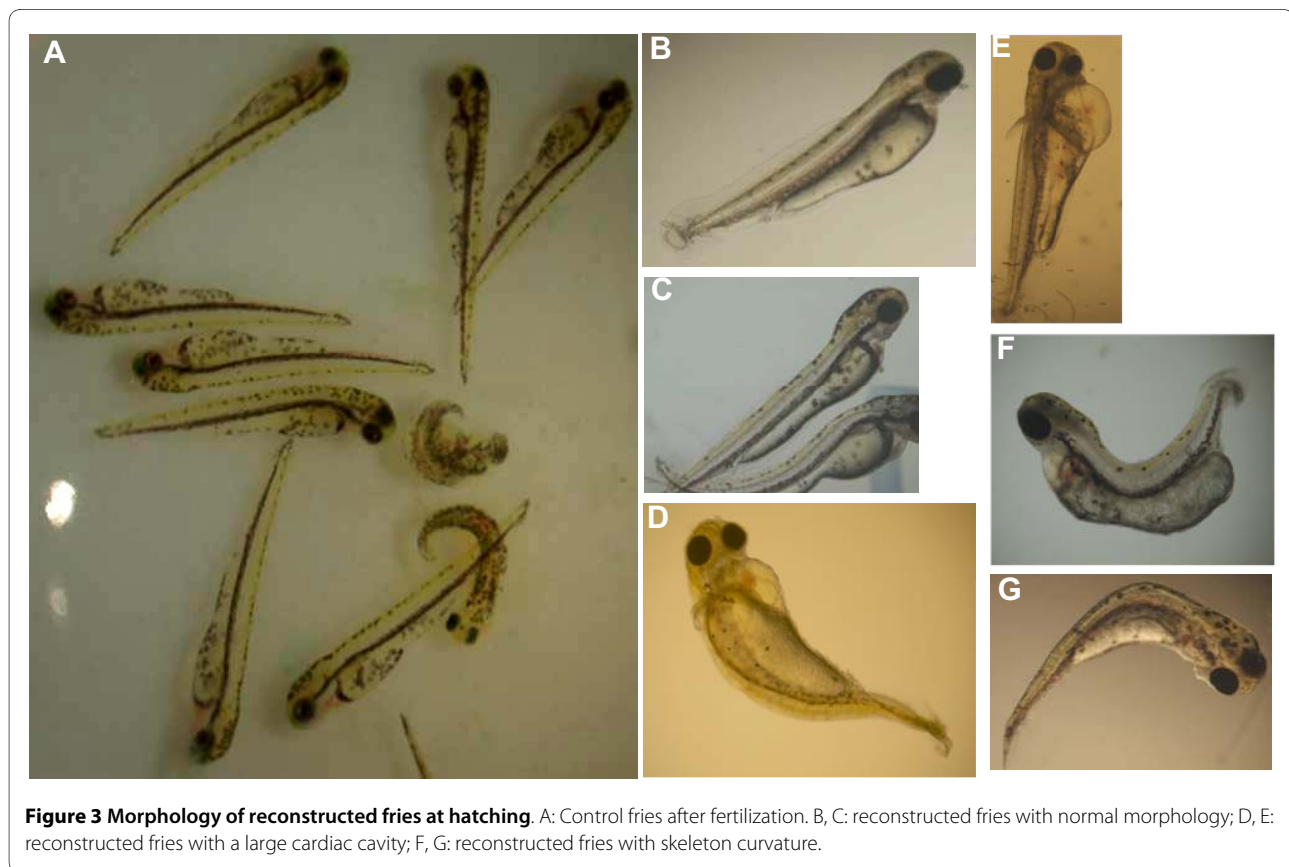 A
B
C
D
E
F
G
Figure 3 Morphology of reconstructed fries at hatching. A: Control fries after fertilization. B, C: reconstructed fries with normal morphology; D, E:
reconstructed fries with a large cardiac cavity; F, G: reconstructed fries with skeleton curvature.